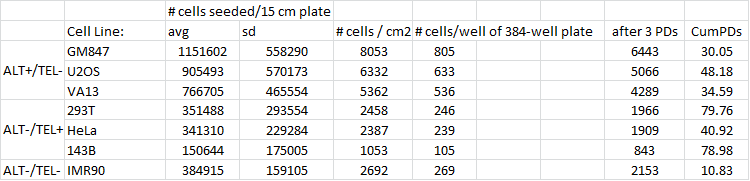 # cells seeded/15 cm plate
Cell Line: avg sd # cells / cm2 # cells/well of 384-well plate after 3 PDs CumPDs
GM847 1151602 558290 8053 805 6443 30.05
ALT+/TEL- U2OS 905493 570173 6332 633 5066 48.18
VA13 766705 465554 5362 536 4289 34.59
293T 351488 293554 2458 246 1966 79.76
ALT-/TEL+ HeLa 341310 229284 2387 239 1909 40.92
143B 150644 175005 1053 105 843 78.98
ALT-/TEL- IMR90 384915 159105 2692 269 2153 10.83